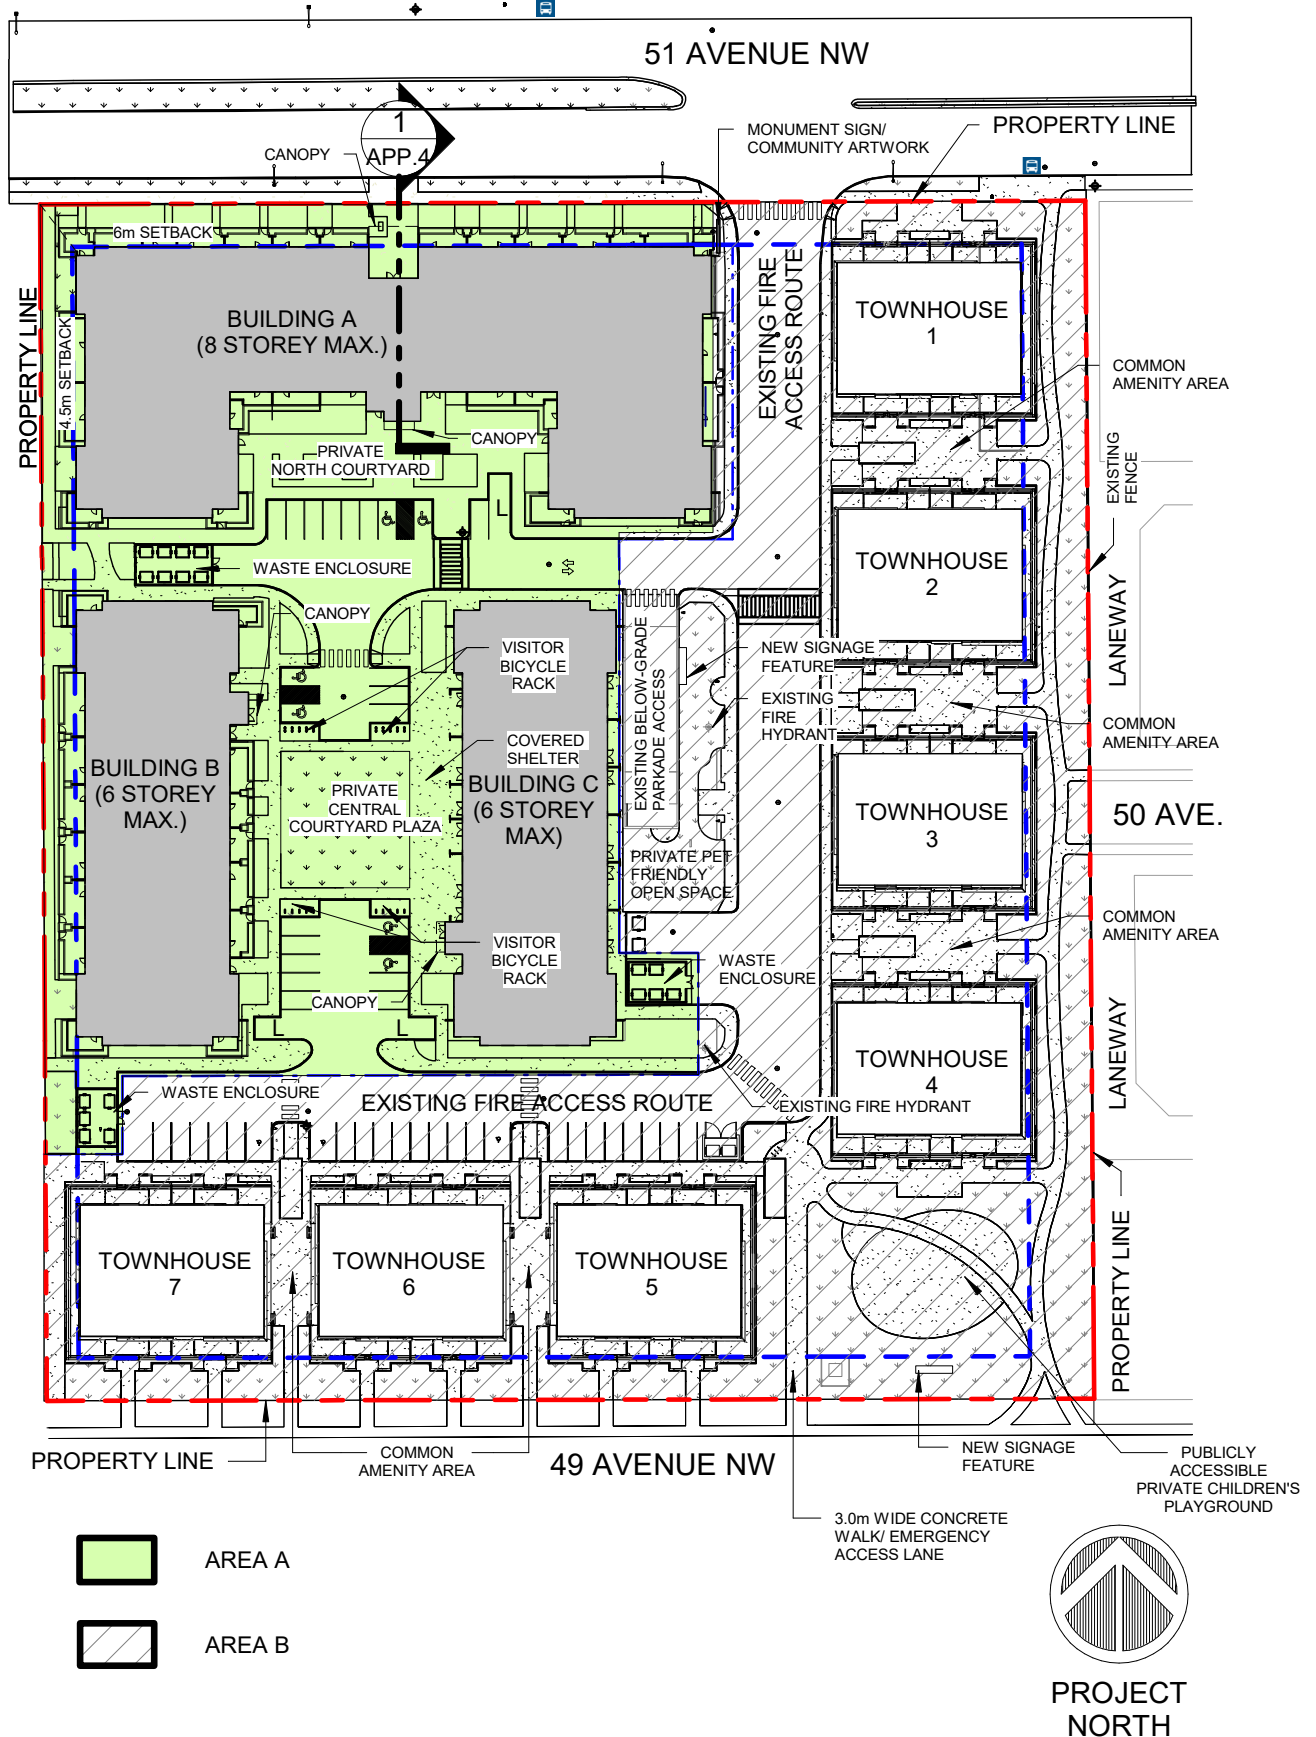 51 AVENUE NW
1
APP.4
CANOPY
MONUMENT SIGN/
COMMUNITY ARTWORK
PROPERTY LINE
6m SETBACK
PROPERTY LINE
4.5m SETBACK
BUILDING A
(8 STOREY MAX.)
EXISTING FIRE
ACCESS ROUTE
TOWNHOUSE
1
COMMON
AMENITY AREA
CANOPY
PRIVATE
NORTH COURTYARD
EXISTING
FENCE
L
TOWNHOUSE
2
WASTE ENCLOSURE
CANOPY
VISITOR
BICYCLE
RACK
EXISTING BELOW-GRADE
PARKADE ACCESS
NEW SIGNAGE
FEATURE
EXISTING
FIRE
HYDRANT
LANEWAY
COMMON
AMENITY AREA
COVERED
SHELTER
BUILDING B
(6 STOREY
MAX.)
PRIVATE
CENTRAL
COURTYARD PLAZA
BUILDING C
(6 STOREY
MAX)
TOWNHOUSE
3
50 AVE.
PRIVATE PET
FRIENDLY
OPEN SPACE
COMMON
AMENITY AREA
VISITOR
BICYCLE
RACK
WASTE
ENCLOSURE
CANOPY
L
L
TOWNHOUSE
4
LANEWAY
WASTE ENCLOSURE
EXISTING FIRE ACCESS ROUTE
EXISTING FIRE HYDRANT
TOWNHOUSE
7
TOWNHOUSE
6
TOWNHOUSE
5
PROPERTY LINE
PROPERTY LINE
COMMON
AMENITY AREA
49 AVENUE NW
NEW SIGNAGE
FEATURE
PUBLICLY
ACCESSIBLE
PRIVATE CHILDREN'S
PLAYGROUND
3.0m WIDE CONCRETE
WALK/ EMERGENCY
ACCESS LANE
AREA A
AREA B
PROJECT
NORTH